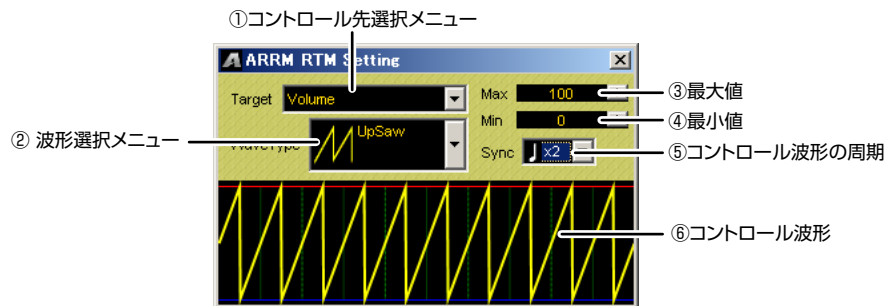 ①コントロール先選択メニュー
ARRM RTM Setting
Target Volume
Max 100
③最大値
Min 0
④最小値
② 波形選択メニュー
WaveType UpSaw
Sync x2
⑤コントロール波形の周期
⑥コントロール波形